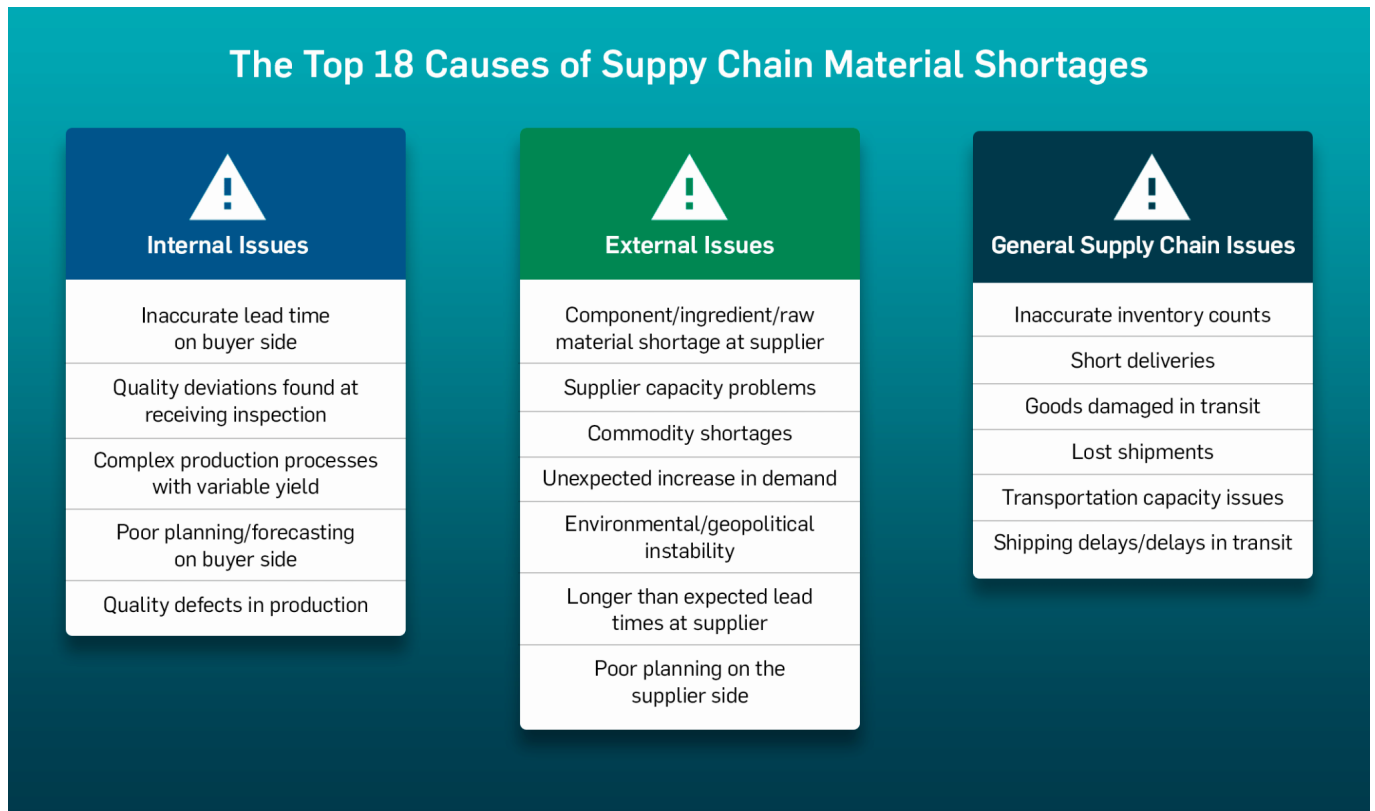 The Top 18 Causes of Suppy Chain Material Shortages
Internal Issues
Inaccurate lead time
on buyer side
Quality deviations found at
receiving inspection
Complex production processes
with variable yield
Poor planning/forecasting
on buyer side
Quality defects in production
External Issues
Component/ingredient/raw
material shortage at supplier
Supplier capacity problems
Commodity shortages
Unexpected increase in demand
Environmental/geopolitical
instability
Longer than expected lead
times at supplier
Poor planning on the
supplier side
General Supply Chain Issues
Inaccurate inventory counts
Short deliveries
Goods damaged in transit
Lost shipments
Transportation capacity issues
Shipping delays/delays in transit